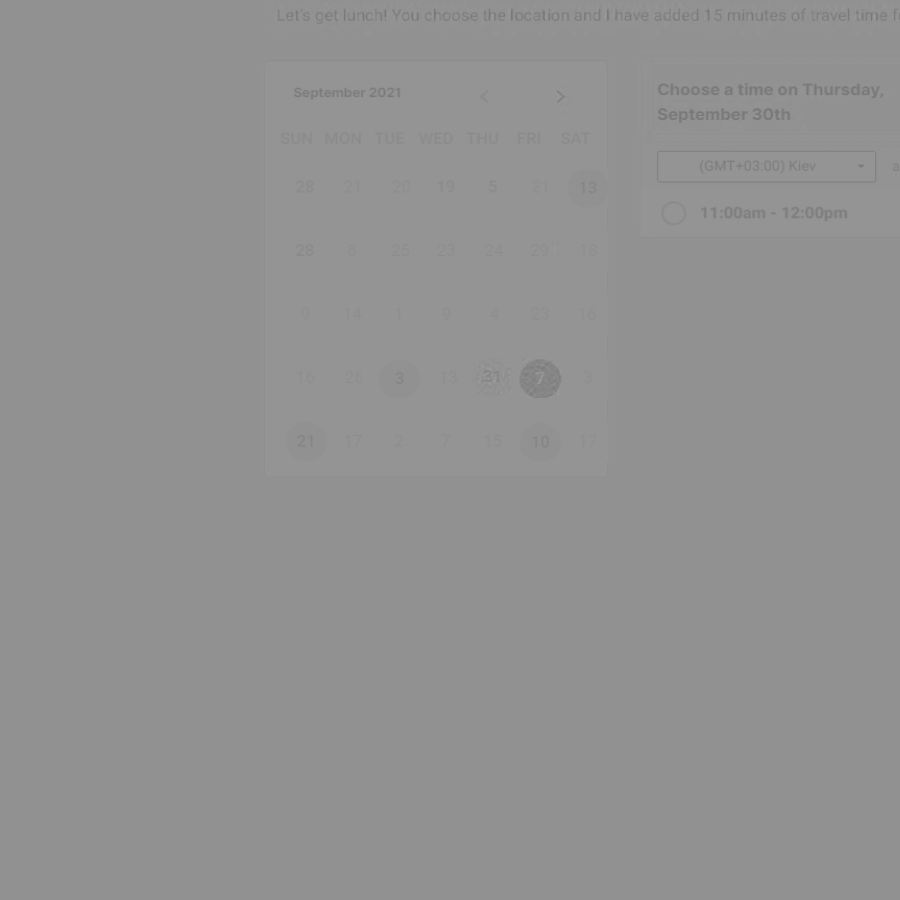 Let's get lunch! You choose the location and I have added 15 minutes of travel time
September 2021
Choose a time on Thursday,
September 30th
SUN MON TUE WED THU FRI SAT
(GMT+03:00) Kiev
28 21 20 19 5 31 13
11:00am - 12:00pm
28 8 25 23 24 29 18
9 14 1 9 4 23 16
16 26 3 13 31 7 3
21 17 2 7 15 10 17